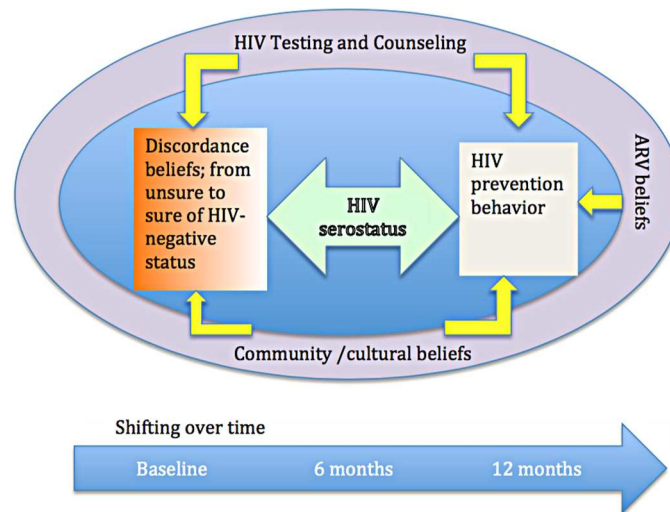 HIV Testing and Counseling
Discordance
beliefs; from
unsure to
sure of HIV-
negative
status
HIV
serostatus
HIV
prevention
behavior
ARV beliefs
Community /cultural beliefs
Shifting over time
Baseline
6 months
12 months